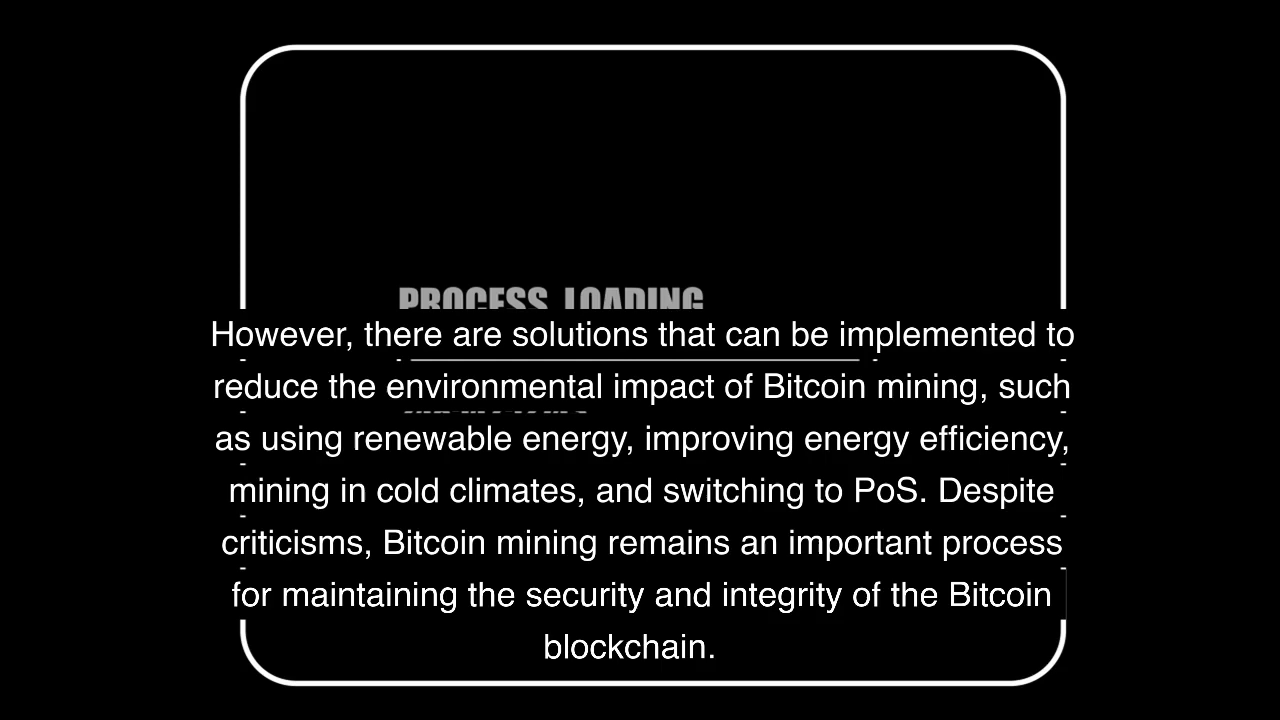 PROCESS LOADING
However, there are solutions that can be implemented to
reduce the environmental impact of Bitcoin mining, such
as using renewable energy, improving energy efficiency,
mining in cold climates, and switching to PoS. Despite
criticisms, Bitcoin mining remains an important process
for maintaining the security and integrity of the Bitcoin
blockchain.